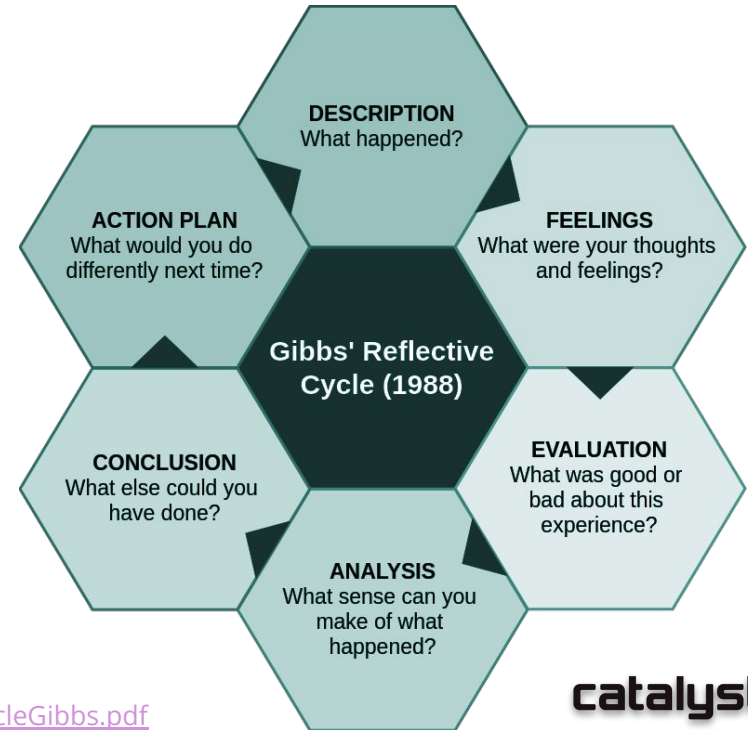 DESCRIPTION
What happened?
FEELINGS
What were your thoughts
and feelings?
EVALUATION
What was good or
bad about this
experience?
ANALYSIS
What sense can you
make of what
happened?
CONCLUSION
What else could you
have done?
ACTION PLAN
What would you do
differently next time?
Gibbs' Reflective
Cycle (1988)
cleGibbs.pdf
catalys